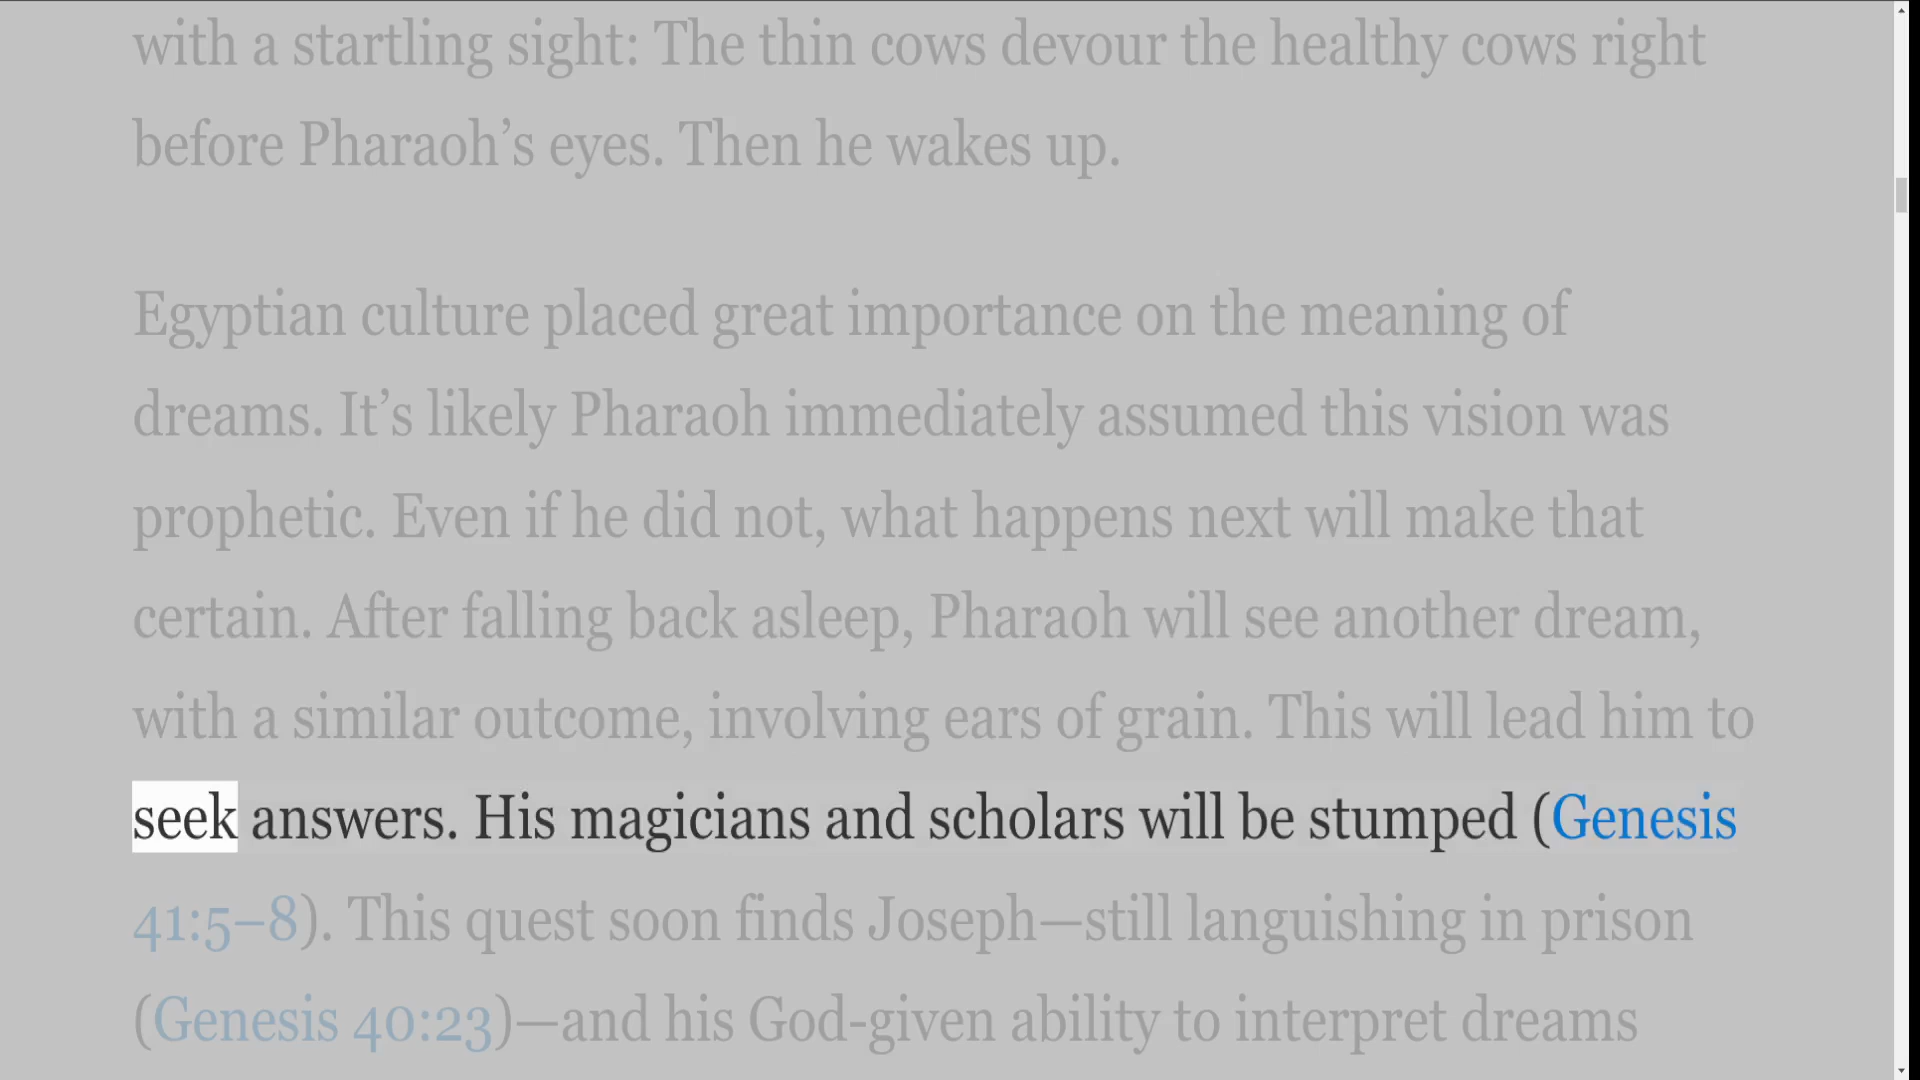 with a startling sight: The thin cows devour the healthy cows right
before Pharaoh’s eyes. Then he wakes up.
Egyptian culture placed great importance on the meaning of
dreams. It’s likely Pharaoh immediately assumed this vision was
prophetic. Even if he did not, what happens next will make that
certain. After falling back asleep, Pharaoh will see another dream,
with a similar outcome, involving ears of grain. This will lead him to
seek answers. His magicians and scholars will be stumped (Genesis
41:5–8). This quest soon finds Joseph—still languishing in prison
(Genesis 40:23)—and his God-given ability to interpret dreams